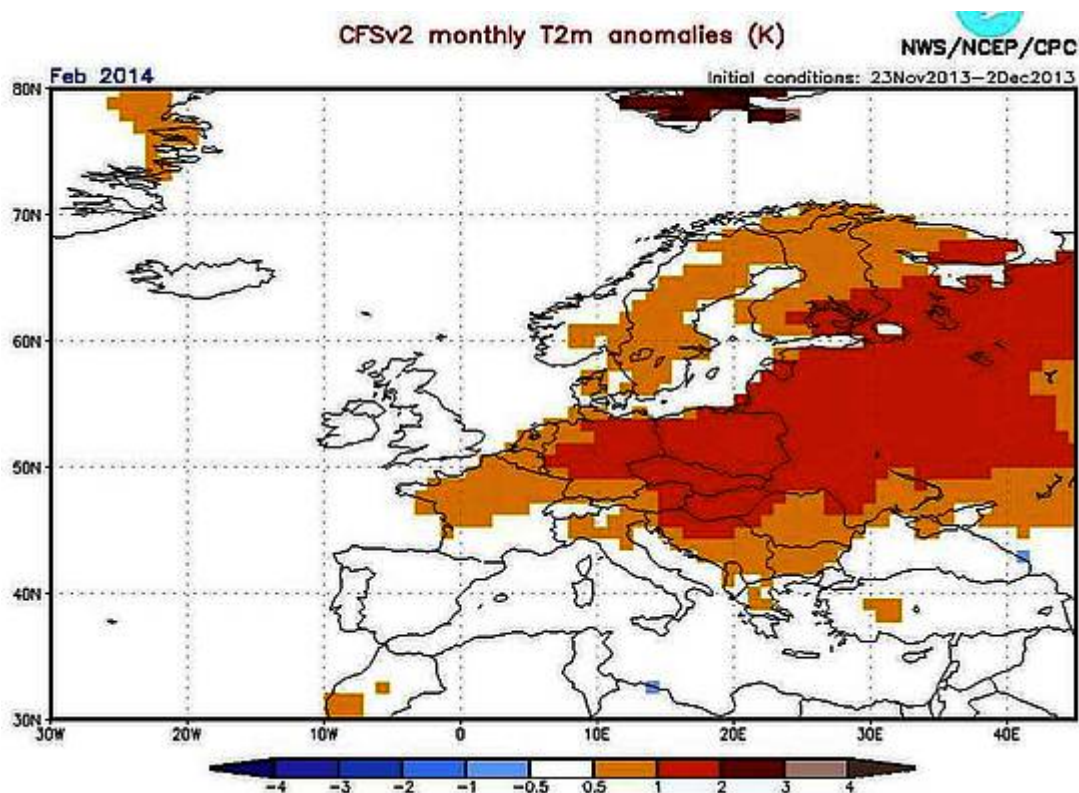 CFSv2 monthly T2m anomalies (K)
NWS/NCEP/CPC
Feb 2014
Initial conditions: 23Nov2013-2Dec2013
80N
70N
60N
50N
40N
30N
30W 20W 10W 0 10E 20E 30E 40E
-4 -3 -2 -1 -0.5 0.5 1 2 3 4